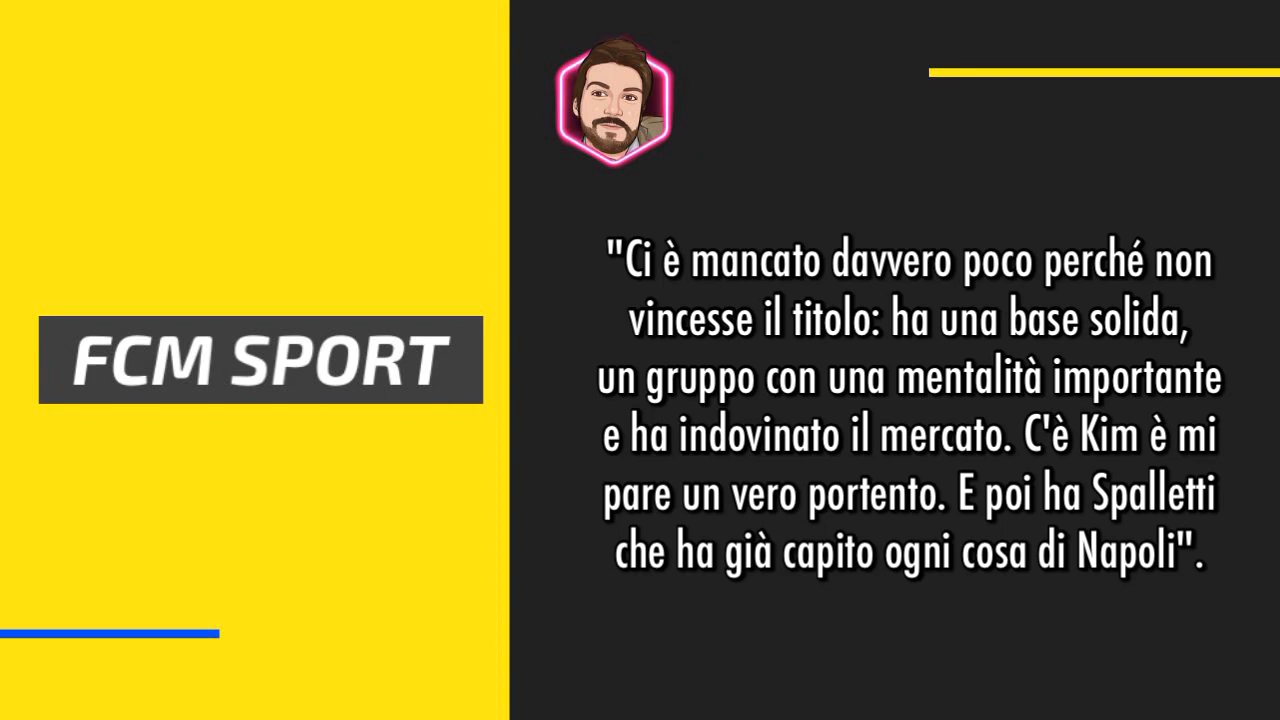 FCM SPORT
"Ci è mancato davvero poco perché non
vincesse il titolo: ha una base solida,
un gruppo con una mentalità importante
e ha indovinato il mercato. C'è Kim è mi
pare un vero portento. E poi ha Spalletti
che ha già capito ogni cosa di Napoli".